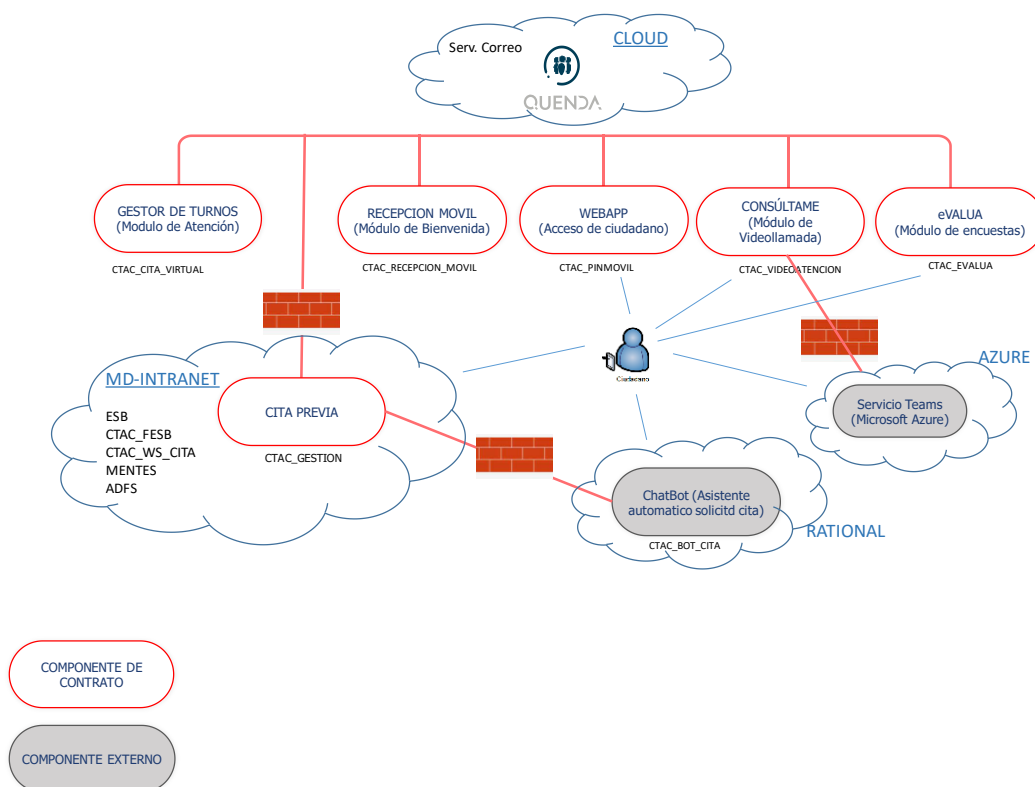 Serv. Correo
CLOUD
QUENDA
GESTOR DE TURNOS
(Modulo de Atención)
CTAC_CITA_VIRTUAL
RECEPCION MOVIL
(Módulo de Bienvenida)
CTAC_RECEPCION_MOVIL
WEBAPP
(Acceso de ciudadano)
CTAC_PINMOVIL
CONSÚLTAME
(Módulo de
Videollamada)
CTAC_VIDEOATENCION
eVALUA
(Módulo de encuestas)
CTAC_EVALUA
Ciudadano
MD-INTRANET
ESB
CTAC_FESB
CTAC_WS_CITA
MENTES
ADFS
CITA PREVIA
CTAC_GESTION
AZURE
Servicio Teams
(Microsoft Azure)
ChatBot (Asistente
automatico solicitd cita)
CTAC_BOT_CITA
RATIONAL
COMPONENTE DE
CONTRATO
COMPONENTE EXTERNO